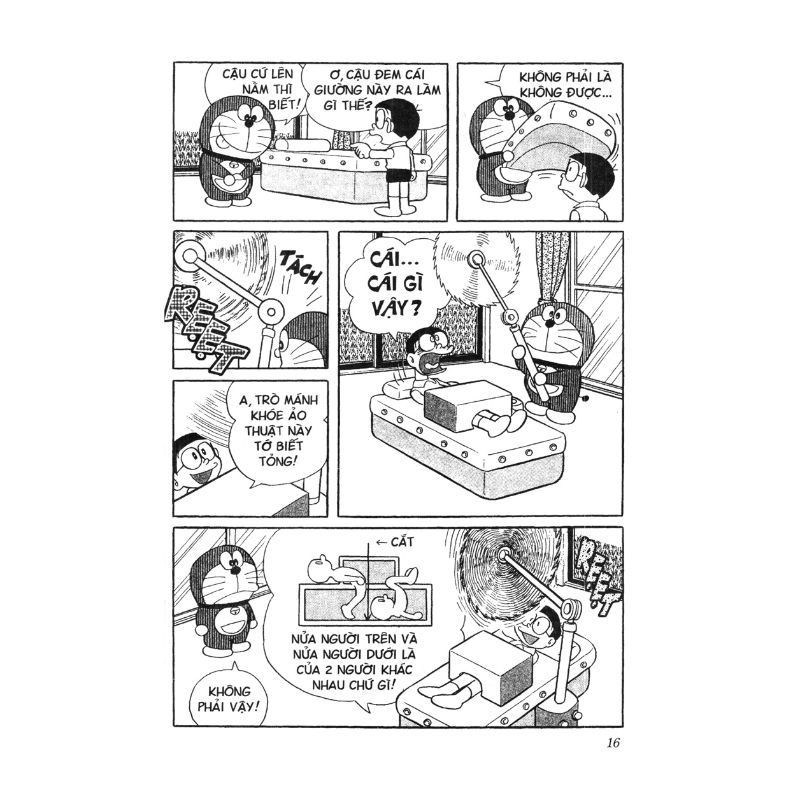 CẬU CỨ LÊN
NẰM THÌ
BIẾT!
Ơ, CẬU ĐEM CÁI
GIƯỜNG NÀY RA LÀM
GÌ THẾ?
KHÔNG PHẢI LÀ
KHÔNG ĐƯỢC...
TÁCH
RẸẸT
CÁI...
CÁI GÌ
VẬY?
A, TRÒ MÁNH
KHÓE ẢO
THUẬT NÀY
TỚ BIẾT
TỎNG!
← CẮT
NỬA NGƯỜI TRÊN VÀ
NỬA NGƯỜI DƯỚI LÀ
CỦA 2 NGƯỜI KHÁC
NHAU CHỨ GÌ!
RẸẸT
KHÔNG
PHẢI VẬY!
16